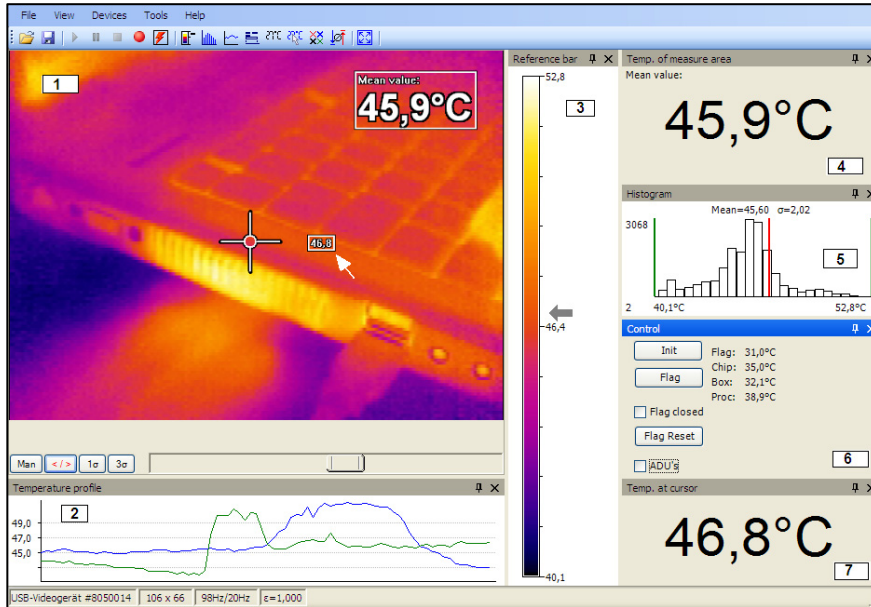 File View Devices Tools Help
1
Mean value:
45,9°C
46,8
Man </> 1σ 3σ
Temperature profile
2
49,0
47,0
45,0
Reference bar
52,8
3
46,4
40,1
Temp. of measure area
Mean value:
45,9°C
4
Histogram
Mean=45,60 σ=2,02
3068
5
2 40,1°C 52,8°C
Control
Init
Flag
Flag: 31,0°C
Chip: 35,0°C
Box: 32,1°C
Proc: 38,9°C
Flag closed
Flag Reset
ADU's
6
Temp. at cursor
46,8°C
7
USB-Videogerät #8050014 106 x 66 98Hz/20Hz ε=1,000